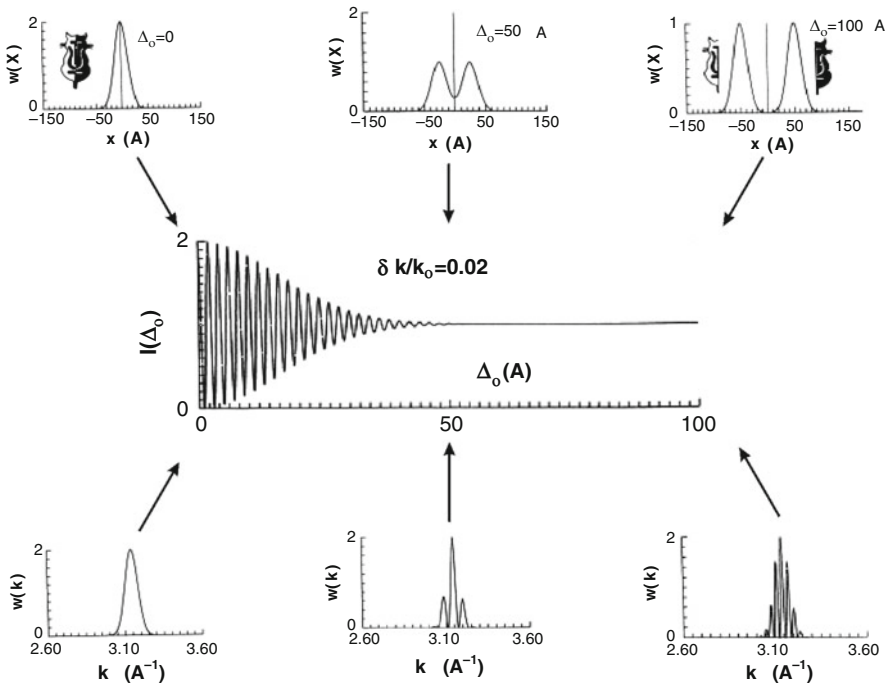 2
w(X)
0
Δo=0
−150 −50 50 150
x (A)
2
w(X)
0
Δo=50 A
−150 −50 50 150
x (A)
1
w(X)
0
Δo=100 A
−150 −50 50 150
x (A)
2
I(Δo)
0
δ k/ko=0.02
Δo(A)
0 50 100
2
w(k)
0
2.60 3.10 3.60
k (A−1)
2
w(k)
0
2.60 3.10 3.60
k (A−1)
2
w(k)
0
2.60 3.10 3.60
k (A−1)